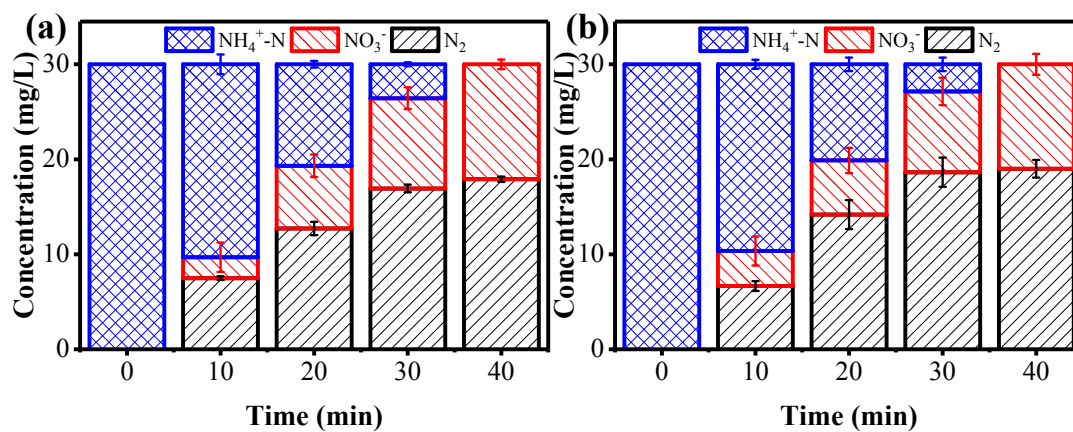 (a)
NH₄⁺-N NO₃⁻ N₂
30
20
10
0
Concentration (mg/L)
0 10 20 30 40
Time (min)
(b)
NH₄⁺-N NO₃⁻ N₂
30
20
10
0
Concentration (mg/L)
0 10 20 30 40
Time (min)